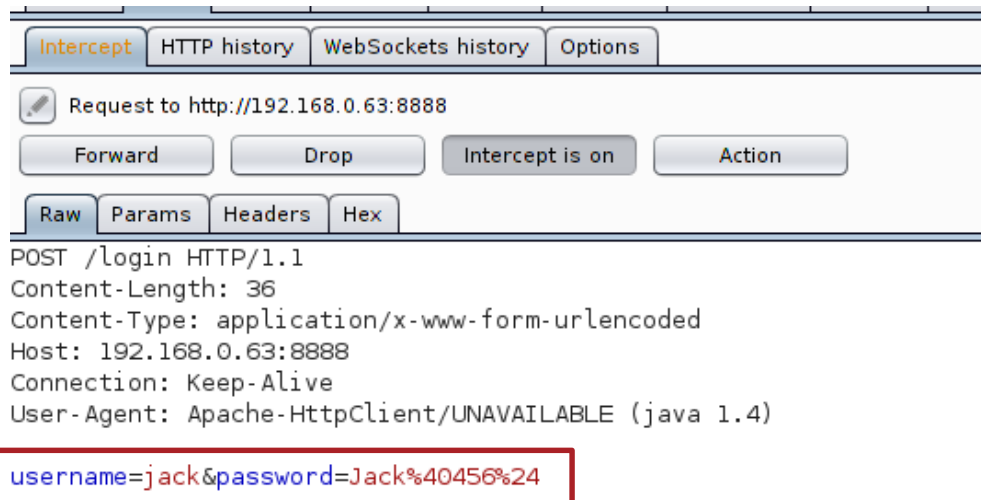 Intercept HTTP history WebSockets history Options
Request to http://192.168.0.63:8888
Forward Drop Intercept is on Action
Raw Params Headers Hex
POST /login HTTP/1.1
Content-Length: 36
Content-Type: application/x-www-form-urlencoded
Host: 192.168.0.63:8888
Connection: Keep-Alive
User-Agent: Apache-HttpClient/UNAVAILABLE (java 1.4)
username=jack&password=Jack%40456%24